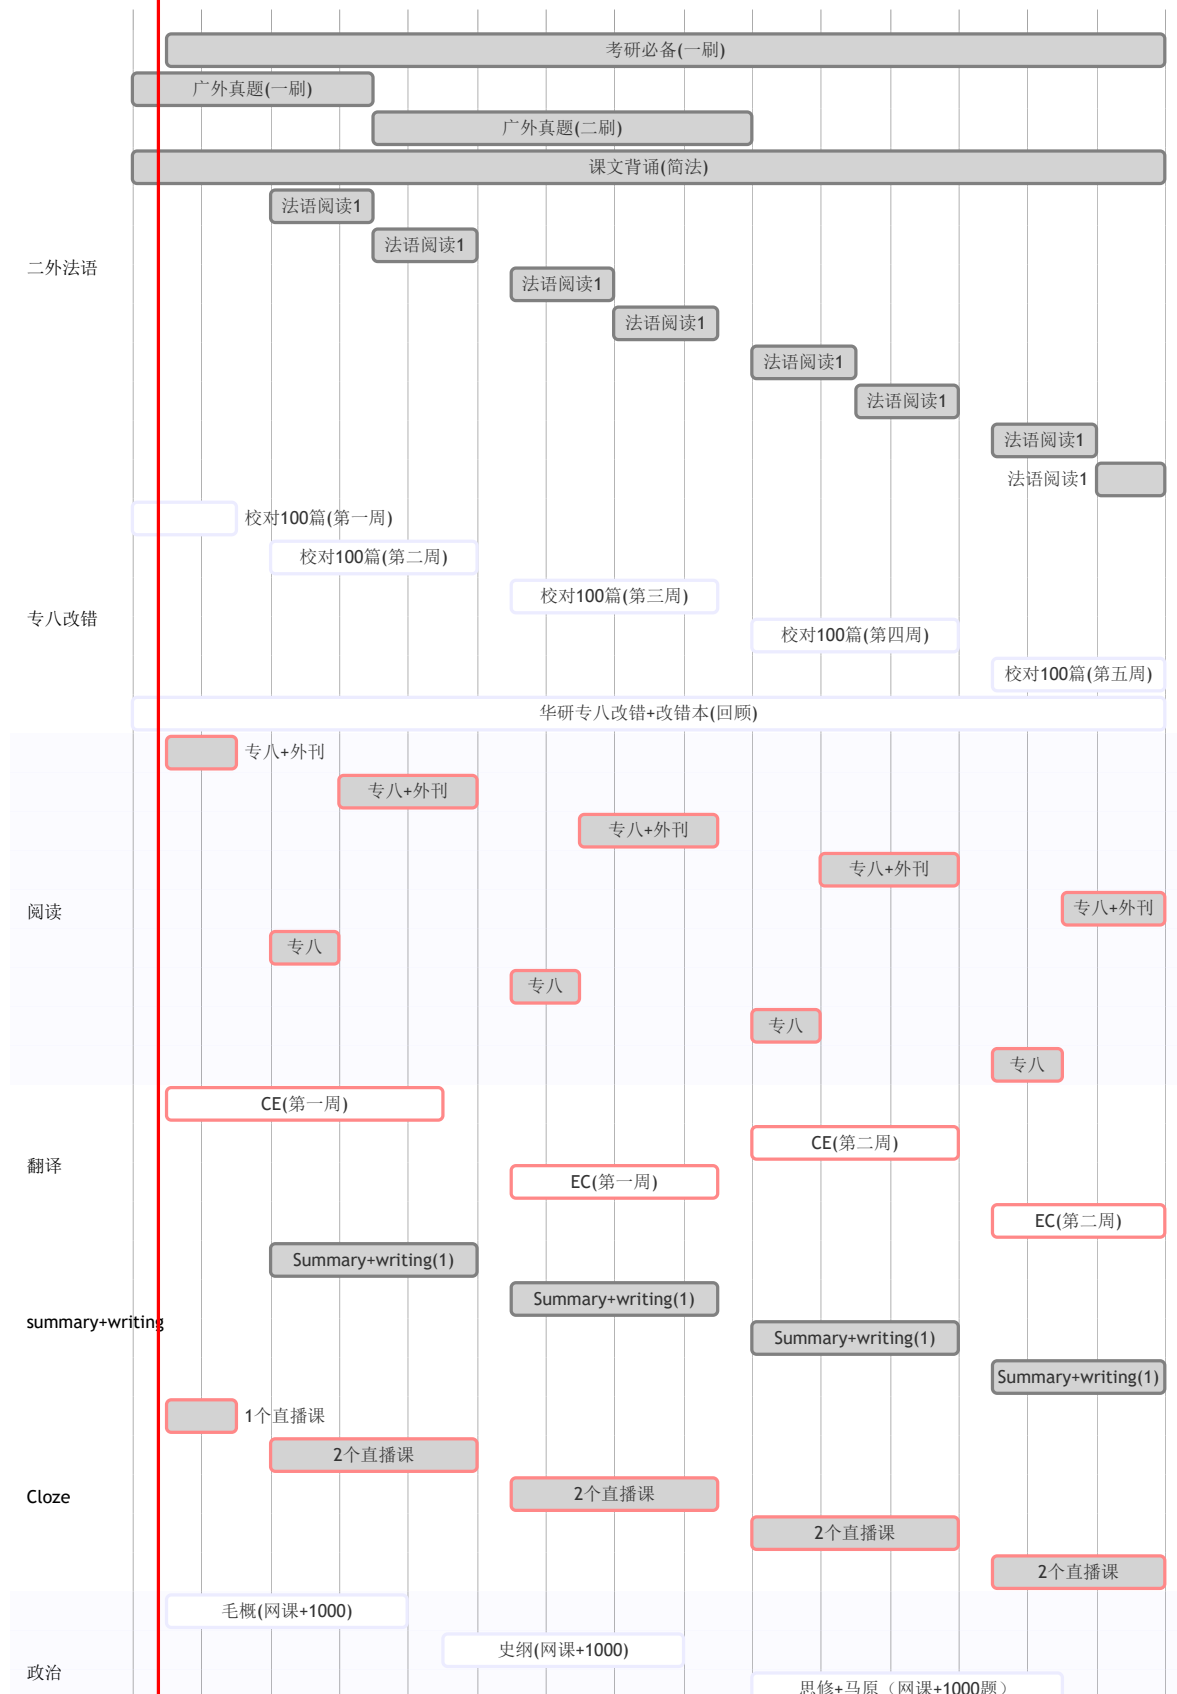 考研必备(一刷)
广外真题(一刷)
广外真题(二刷)
课文背诵(简法)
法语阅读1
法语阅读1
二外法语
法语阅读1
法语阅读1
法语阅读1
法语阅读1
法语阅读1
法语阅读1
校对100篇(第一周)
校对100篇(第二周)
校对100篇(第三周)
专八改错
校对100篇(第四周)
校对100篇(第五周)
华研专八改错+改错本(回顾)
专八+外刊
专八+外刊
专八+外刊
专八+外刊
专八+外刊
阅读
专八
专八
专八
专八
CE(第一周)
CE(第二周)
翻译
EC(第一周)
EC(第二周)
Summary+writing(1)
Summary+writing(1)
summary+writing
Summary+writing(1)
Summary+writing(1)
1个直播课
2个直播课
Cloze
2个直播课
2个直播课
2个直播课
毛概(网课+1000)
史纲(网课+1000)
政治
思修+马原（网课+1000题）